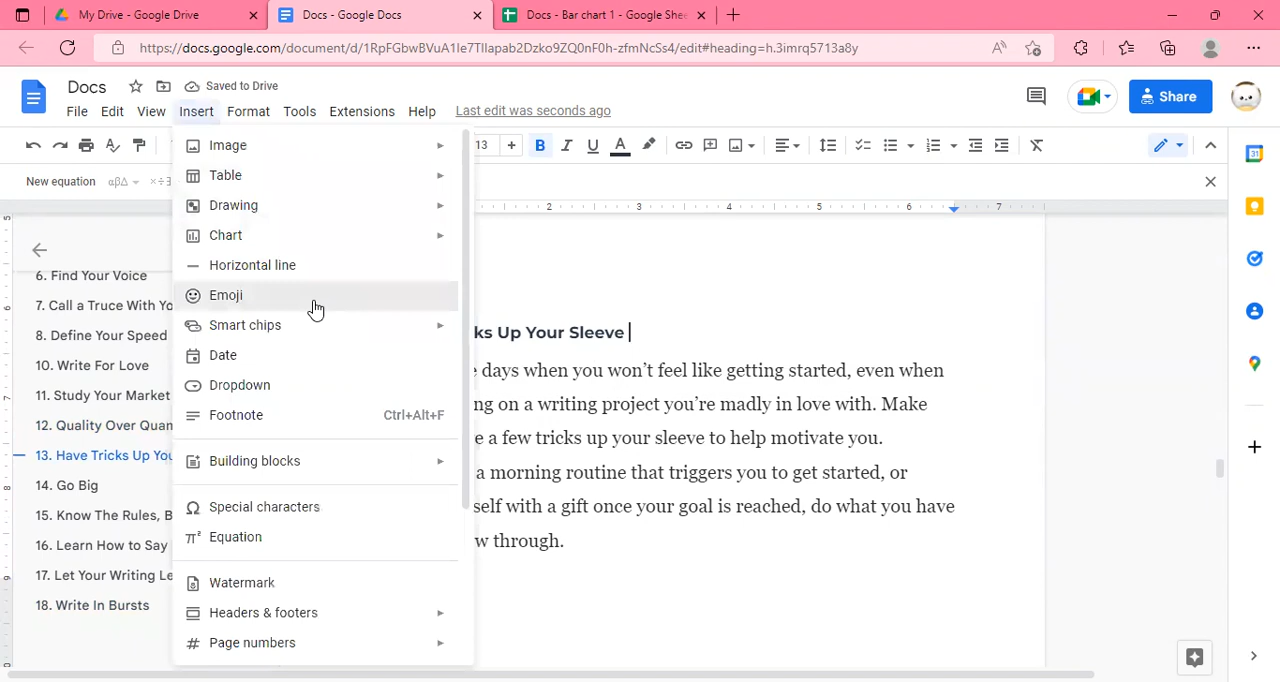 My Drive - Google Drive
Docs - Google Docs
Docs - Bar chart 1 - Google Shee
https://docs.google.com/document/d/1RpFGbwBVuA1Ie7TIlapab2Dzko9ZQ0nF0h-zfmNcSs4/edit#heading=h.3imrq5713a8y
Docs
Saved to Drive
File Edit View Insert Format Tools Extensions Help Last edit was seconds ago
Share
13
New equation
2 3 4 5 6 7
6. Find Your Voice
7. Call a Truce With Yo
8. Define Your Speed
10. Write For Love
11. Study Your Market
12. Quality Over Quan
13. Have Tricks Up You
14. Go Big
15. Know The Rules, B
16. Learn How to Say
17. Let Your Writing Le
18. Write In Bursts
Image
Table
Drawing
Chart
Horizontal line
Emoji
Smart chips
Date
Dropdown
Footnote Ctrl+Alt+F
Building blocks
Special characters
Equation
Watermark
Headers & footers
Page numbers
ks Up Your Sleeve
days when you won't feel like getting started, even when
ng on a writing project you're madly in love with. Make
e a few tricks up your sleeve to help motivate you.
a morning routine that triggers you to get started, or
self with a gift once your goal is reached, do what you have
w through.